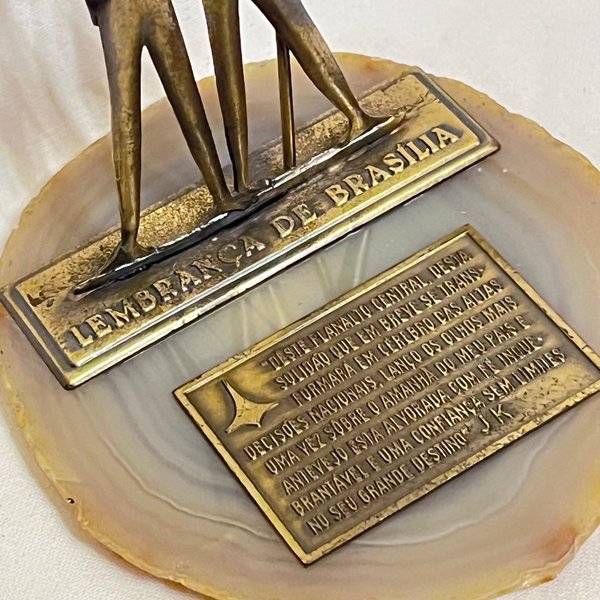 LEMBRANÇA DE BRASÍLIA
"DESTE PLANALTO CENTRAL, DESTA
SOLIDÃO QUE EM BREVE SE TRANS-
FORMARÁ EM CÉREBRO DAS ALTAS
DECISÕES NACIONAIS, LANÇO OS OLHOS MAIS
UMA VEZ SOBRE O AMANHÃ DO MEU PAÍS E
ANTEVEJO ESTA ALVORADA COM FÉ INQUE-
BRANTÁVEL E UMA CONFIANÇA SEM LIMITES
NO SEU GRANDE DESTINO" J.K